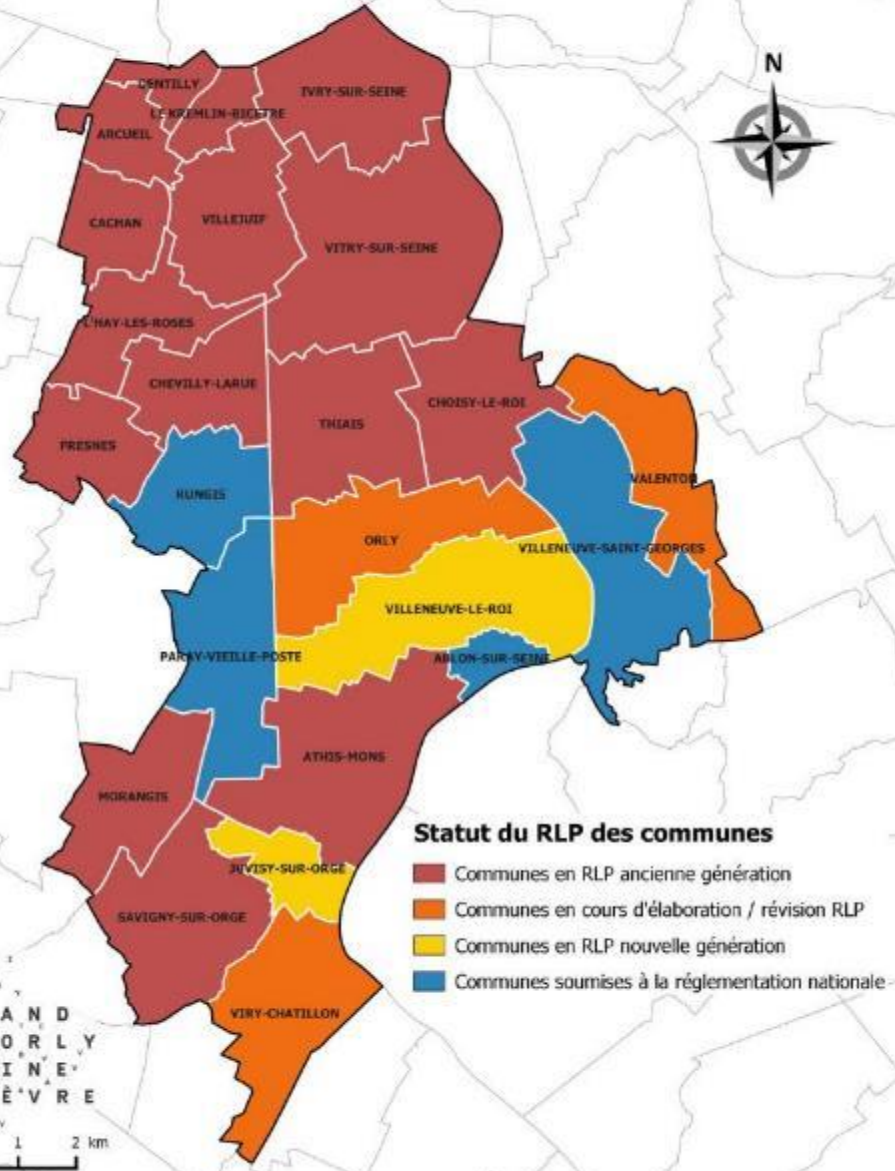 N
GENTILLY
IVRY-SUR-SEINE
LE KREMLIN-BICETRE
ARCUEIL
CACHAN
VILLEJUIF
VITRY-SUR-SEINE
L'HAY-LES-ROSES
CHEVILLY-LARUE
CHOISY-LE-ROI
THIAIS
FRESNES
RUNGIS
VALENTON
ORLY
VILLENEUVE-SAINT-GEORGES
VILLENEUVE-LE-ROI
PARAY-VIEILLE-POSTE
ABLON-SUR-SEINE
ATHIS-MONS
MORANGIS
JUVISY-SUR-ORGE
SAVIGNY-SUR-ORGE
VIRY-CHATILLON
Statut du RLP des communes
Communes en RLP ancienne génération
Communes en cours d'élaboration / révision RLP
Communes en RLP nouvelle génération
Communes soumises à la réglementation nationale
A N D
O R L Y
I N E
È V R E
1 2 km